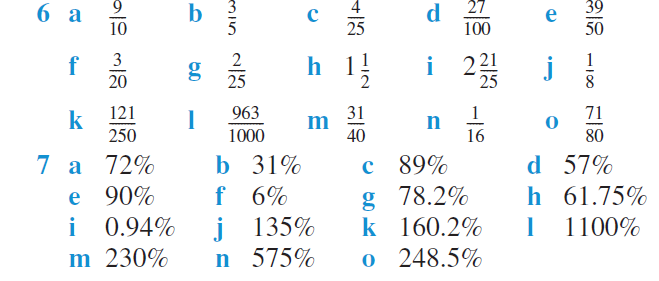 6 a 9/10 b 3/5 c 4/25 d 27/100 e 39/50
f 3/20 g 2/25 h 1 1/2 i 2 21/25 j 1/8
k 121/250 l 963/1000 m 31/40 n 1/16 o 71/80
7 a 72% b 31% c 89% d 57%
e 90% f 6% g 78.2% h 61.75%
i 0.94% j 135% k 160.2% l 1100%
m 230% n 575% o 248.5%